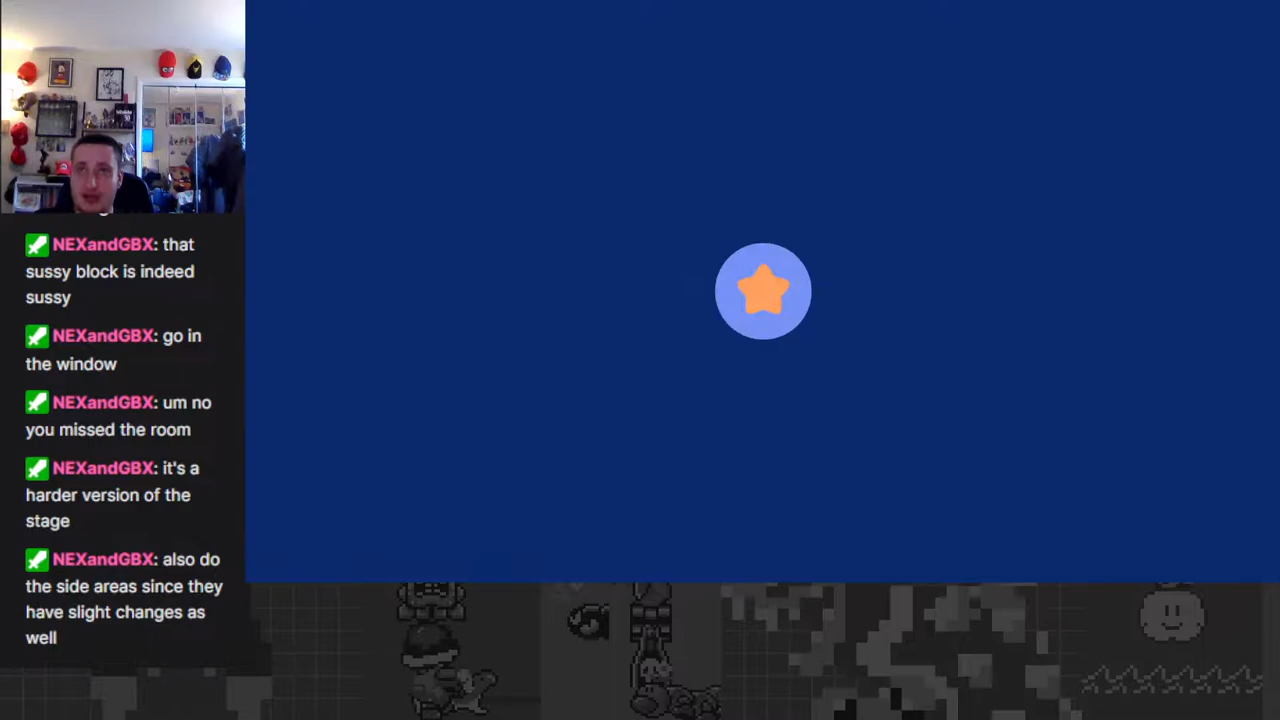 NEXandGBX: that
sussy block is indeed
sussy
NEXandGBX: go in
the window
NEXandGBX: um no
you missed the room
NEXandGBX: it's a
harder version of the
stage
NEXandGBX: also do
the side areas since they
have slight changes as
well